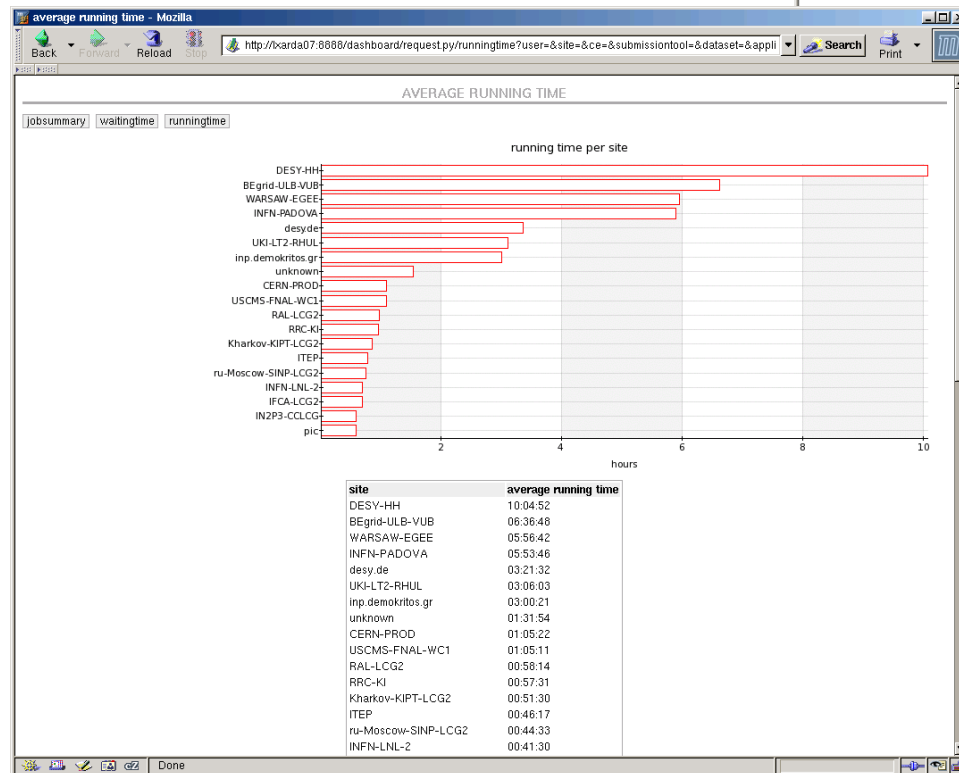 average running time - Mozilla
Back Forward Reload Stop http://lxarda07:8888/dashboard/request.py/runningtime?user=&site=&ce=&submissiontool=&dataset=&appli Search Print
AVERAGE RUNNING TIME
jobsummary waitingtime runningtime
running time per site
DESY-HH
BEgrid-ULB-VUB
WARSAW-EGEE
INFN-PADOVA
desy.de
UKI-LT2-RHUL
inp.demokritos.gr
unknown
CERN-PROD
USCMS-FNAL-WC1
RAL-LCG2
RRC-KI
Kharkov-KIPT-LCG2
ITEP
ru-Moscow-SINP-LCG2
INFN-LNL-2
IFCA-LCG2
IN2P3-CCLCG
pic
2 4 6 8 10
hours
site average running time
DESY-HH 10:04:52
BEgrid-ULB-VUB 06:36:48
WARSAW-EGEE 05:56:42
INFN-PADOVA 05:53:46
desy.de 03:21:32
UKI-LT2-RHUL 03:06:03
inp.demokritos.gr 03:00:21
unknown 01:31:54
CERN-PROD 01:05:22
USCMS-FNAL-WC1 01:05:11
RAL-LCG2 00:58:14
RRC-KI 00:57:31
Kharkov-KIPT-LCG2 00:51:30
ITEP 00:46:17
ru-Moscow-SINP-LCG2 00:44:33
INFN-LNL-2 00:41:30
Done